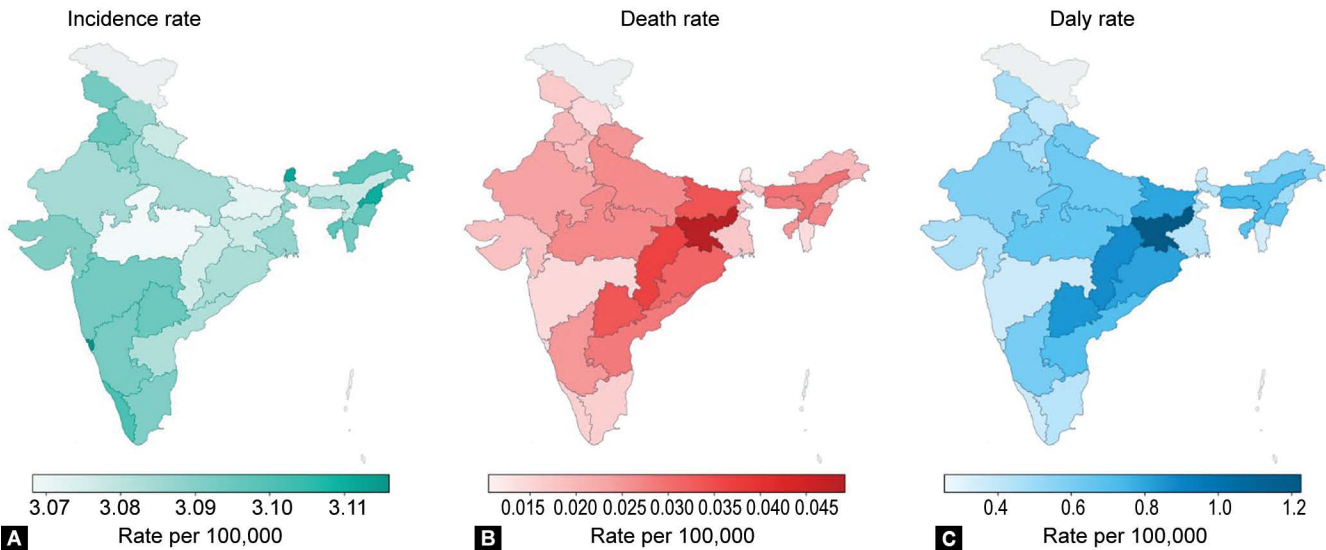 Incidence rate
Death rate
Daly rate
3.07 3.08 3.09 3.10 3.11
0.015 0.020 0.025 0.030 0.035 0.040 0.045
0.4 0.6 0.8 1.0 1.2
A Rate per 100,000
B Rate per 100,000
C Rate per 100,000